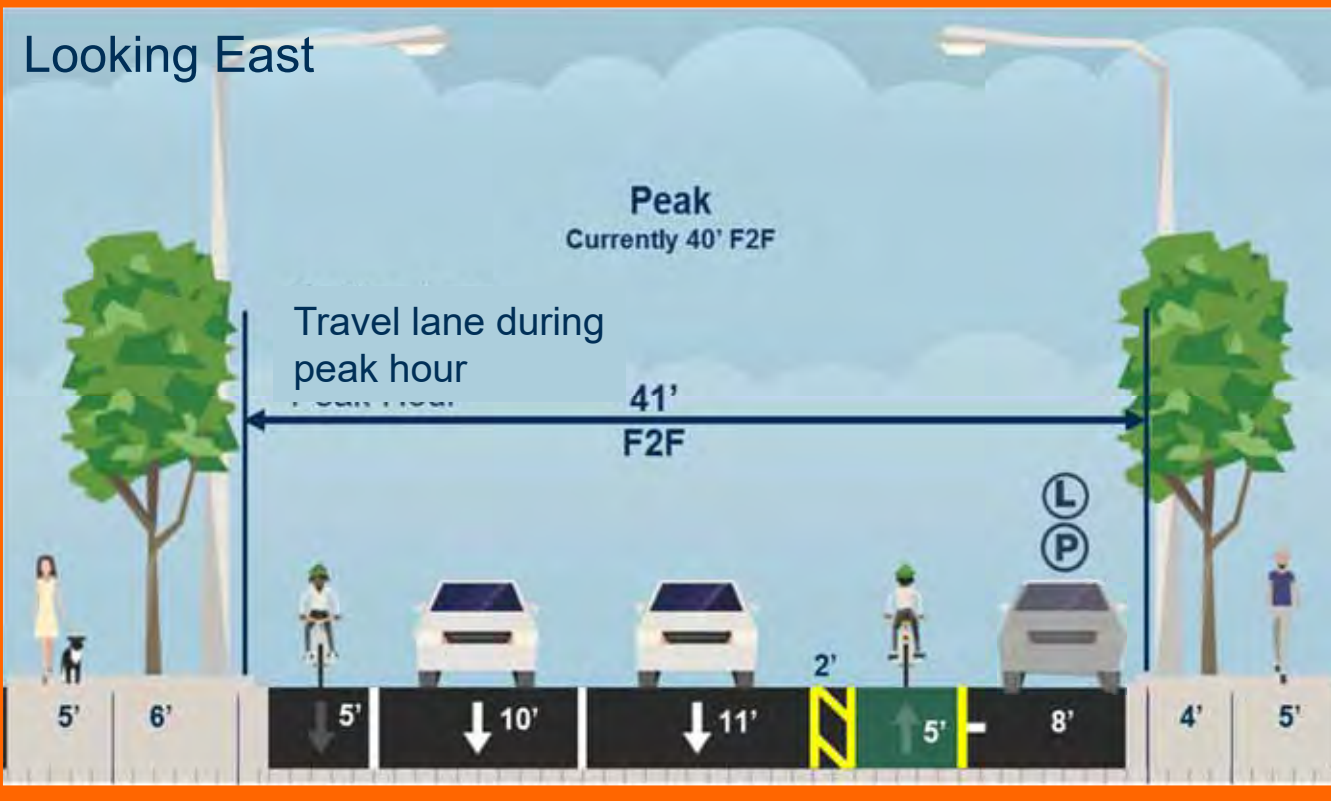 Looking East
Peak
Currently 40’ F2F
Travel lane during
peak hour
41’
F2F
L
P
2’
5’
6’
5’
10’
11’
5’
8’
4’
5’